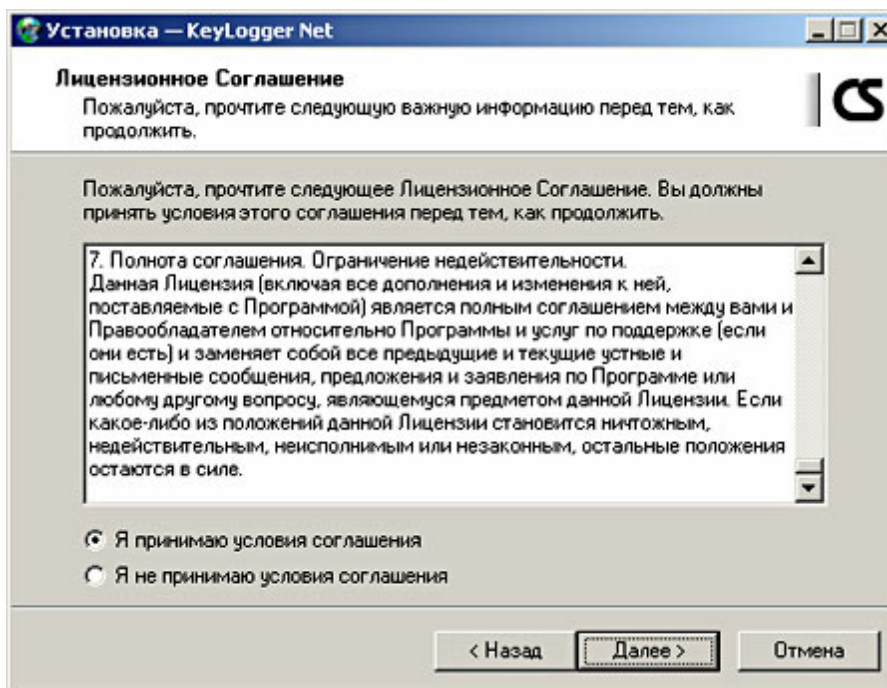 Установка — KeyLogger Net
Лицензионное Соглашение
Пожалуйста, прочтите следующую важную информацию перед тем, как
продолжить.
CS
Пожалуйста, прочтите следующее Лицензионное Соглашение. Вы должны
принять условия этого соглашения перед тем, как продолжить.
7. Полнота соглашения. Ограничение недействительности.
Данная Лицензия (включая все дополнения и изменения к ней,
поставляемые с Программой) является полным соглашением между вами и
Правообладателем относительно Программы и услуг по поддержке (если
они есть) и заменяет собой все предыдущие и текущие устные и
письменные сообщения, предложения и заявления по Программе или
любому другому вопросу, являющемуся предметом данной Лицензии. Если
какое-либо из положений данной Лицензии становится ничтожным,
недействительным, неисполнимым или незаконным, остальные положения
остаются в силе.
Я принимаю условия соглашения
Я не принимаю условия соглашения
< Назад
Далее >
Отмена